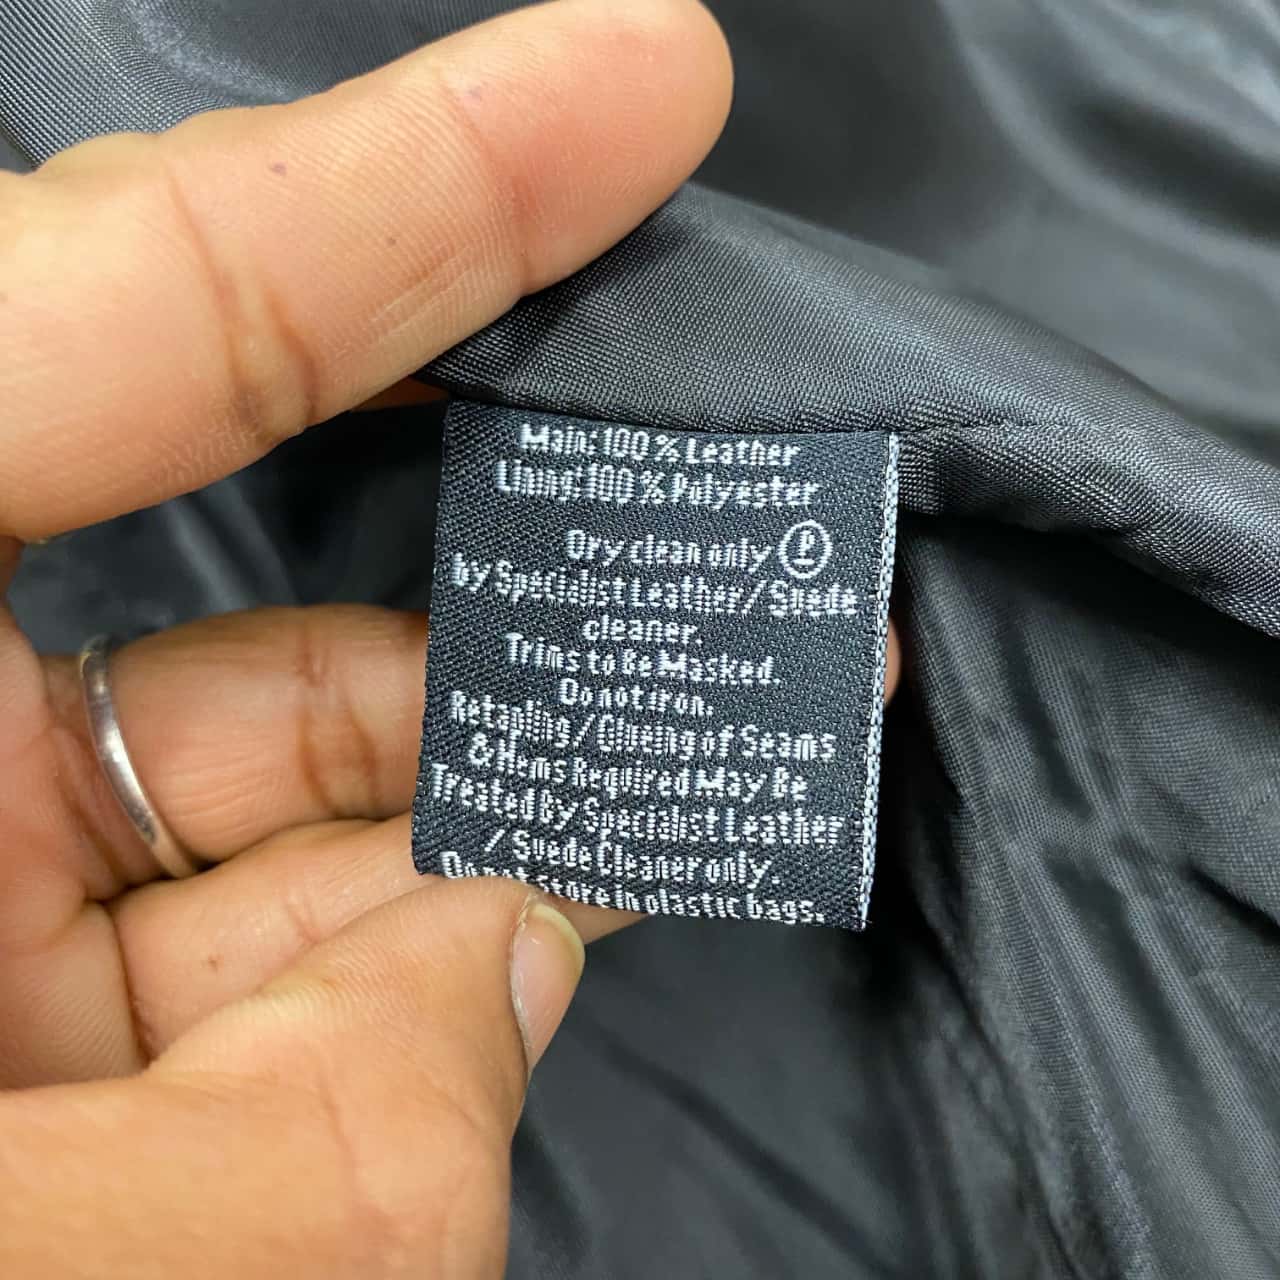 Main: 100 % Leather
Lining: 100 % Polyester
Dry clean only P
by Specialist Leather / Suede
cleaner.
Trims to Be Masked.
Do not iron.
Retanning / Glueing of Seams
& Hems Required May Be
Treated By Specialist Leather
/ Suede Cleaner only.
Do not store in plastic bags.